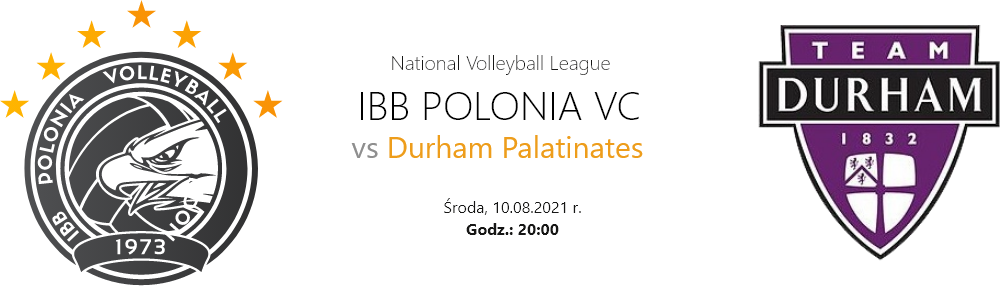 IBB POLONIA VOLLEYBALL
1973
National Volleyball League
IBB POLONIA VC
vs Durham Palatinates
Środa, 10.08.2021 r.
Godz.: 20:00
TEAM
DURHAM
1832